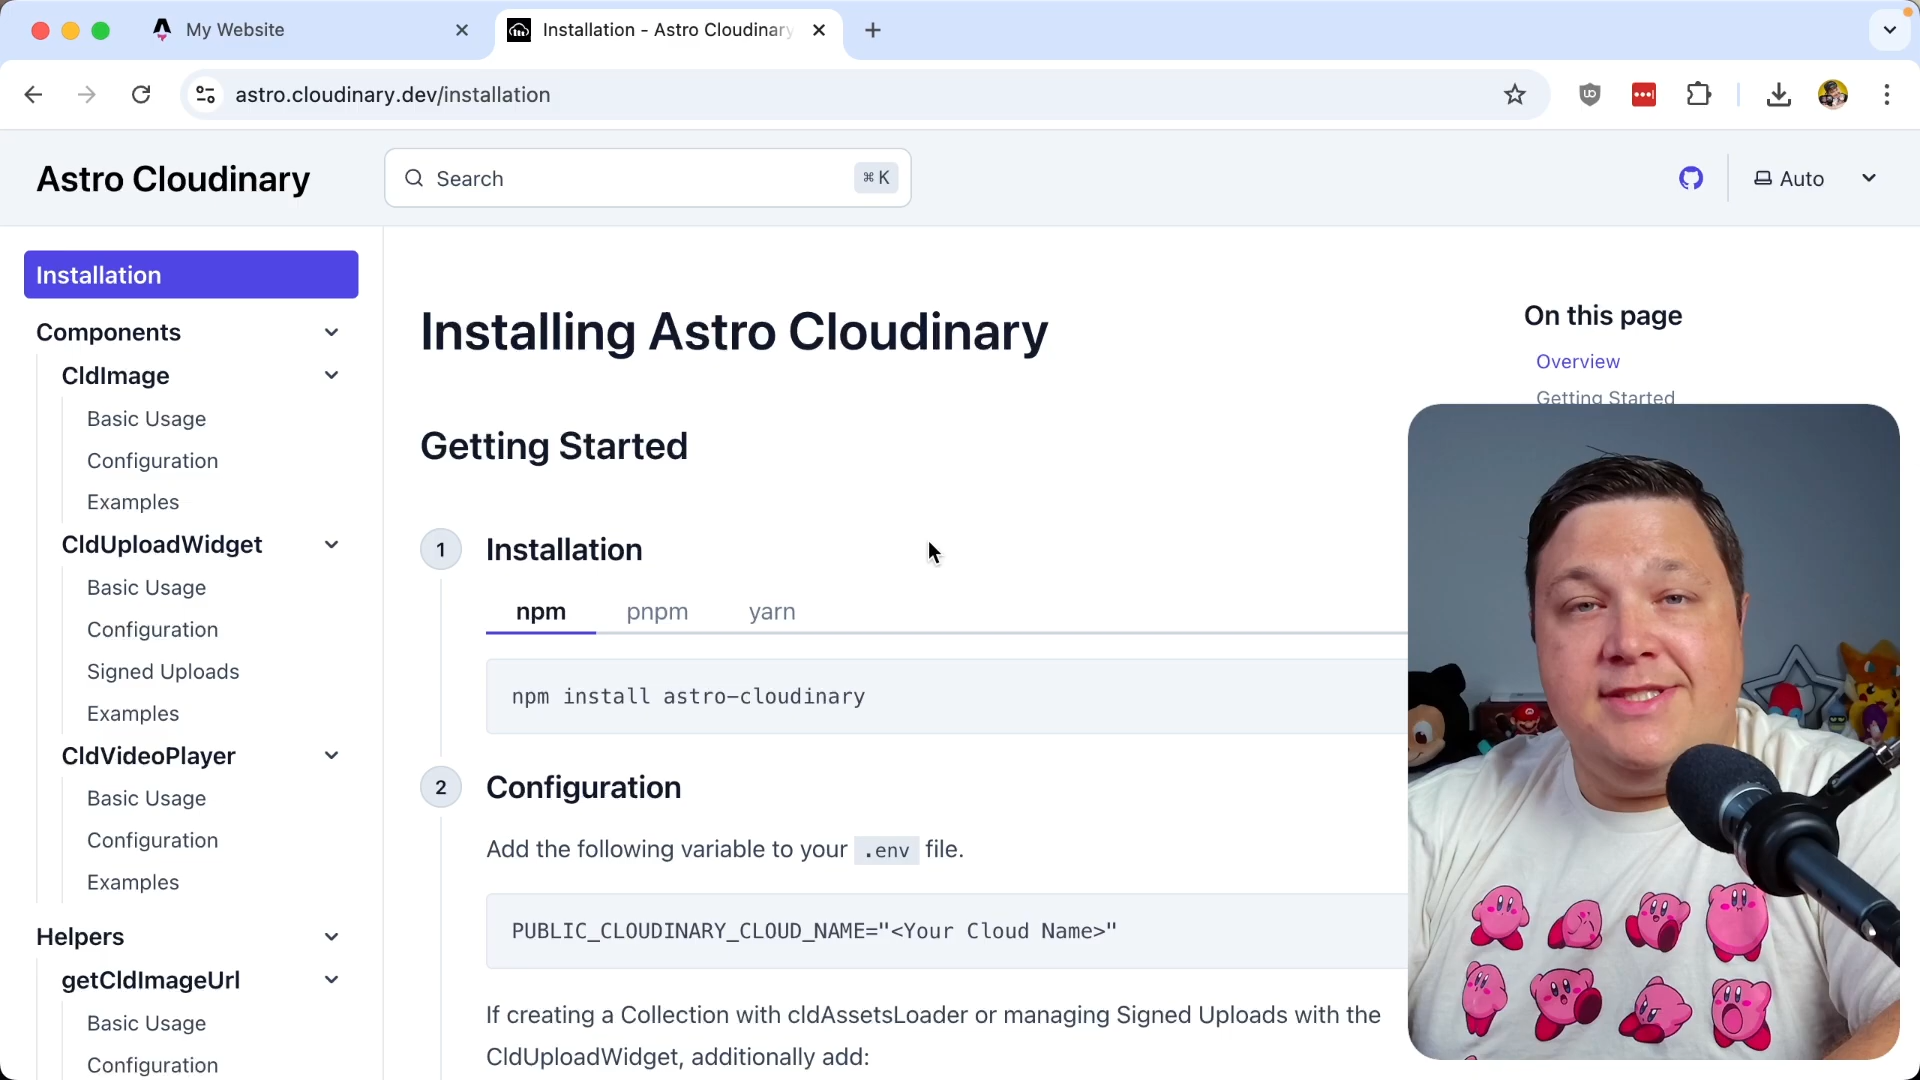 My Website
Installation - Astro Cloudinary
astro.cloudinary.dev/installation
Astro Cloudinary
Search
⌘ K
Auto
Installation
Components
CldImage
Basic Usage
Configuration
Examples
CldUploadWidget
Basic Usage
Configuration
Signed Uploads
Examples
CldVideoPlayer
Basic Usage
Configuration
Examples
Helpers
getCldImageUrl
Basic Usage
Configuration
Installing Astro Cloudinary
Getting Started
1 Installation
npm pnpm yarn
npm install astro-cloudinary
2 Configuration
Add the following variable to your .env file.
PUBLIC_CLOUDINARY_CLOUD_NAME="<Your Cloud Name>"
If creating a Collection with cldAssetsLoader or managing Signed Uploads with the
CldUploadWidget, additionally add:
On this page
Overview
Getting Started